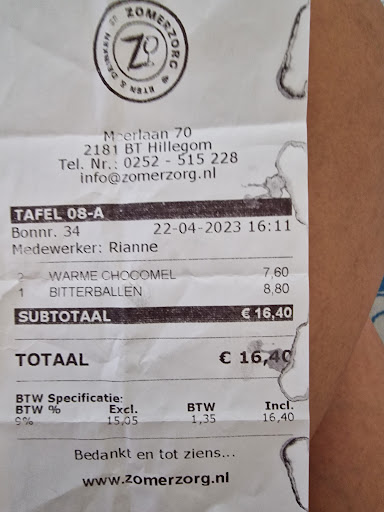 ZOMERZORG
ETEN & DRINKEN
ZO
Meerlaan 70
2181 BT Hillegom
Tel. Nr.: 0252 - 515 228
info@zomerzorg.nl
TAFEL 08-A
Bonnr. 34 22-04-2023 16:11
Medewerker: Rianne
2 WARME CHOCOMEL 7,60
1 BITTERBALLEN 8,80
SUBTOTAAL € 16,40
TOTAAL € 16,40
BTW Specificatie:
BTW % Excl. BTW Incl.
9% 15,05 1,35 16,40
Bedankt en tot ziens...
www.zomerzorg.nl